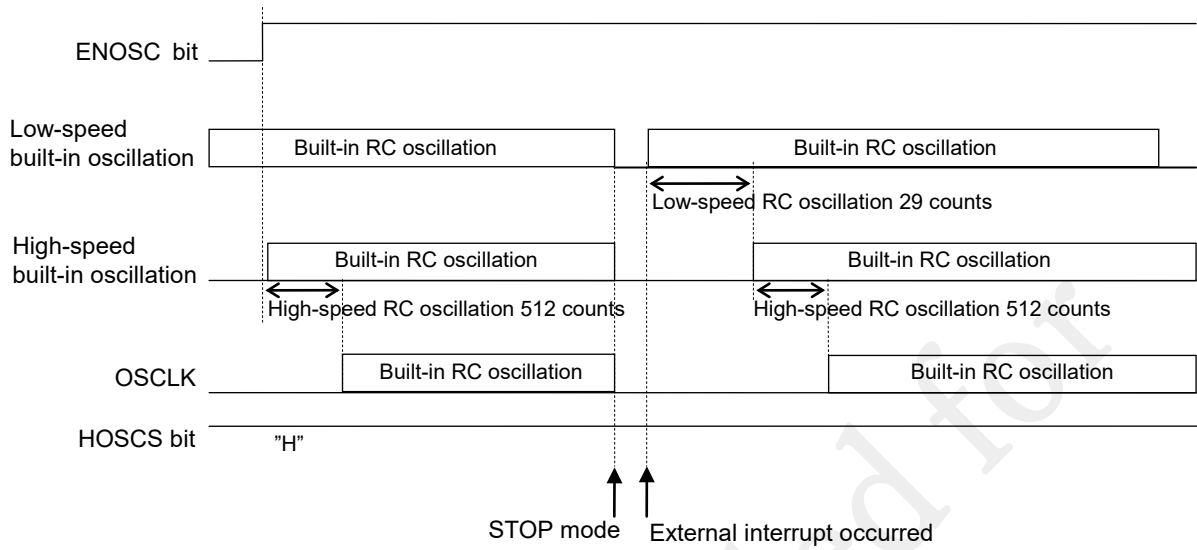 ENOSC bit
Low-speed
built-in oscillation
Built-in RC oscillation
Built-in RC oscillation
Low-speed RC oscillation 29 counts
High-speed
built-in oscillation
Built-in RC oscillation
Built-in RC oscillation
High-speed RC oscillation 512 counts
High-speed RC oscillation 512 counts
OSCLK
Built-in RC oscillation
Built-in RC oscillation
HOSCS bit
”H”
STOP mode
External interrupt occurred
for